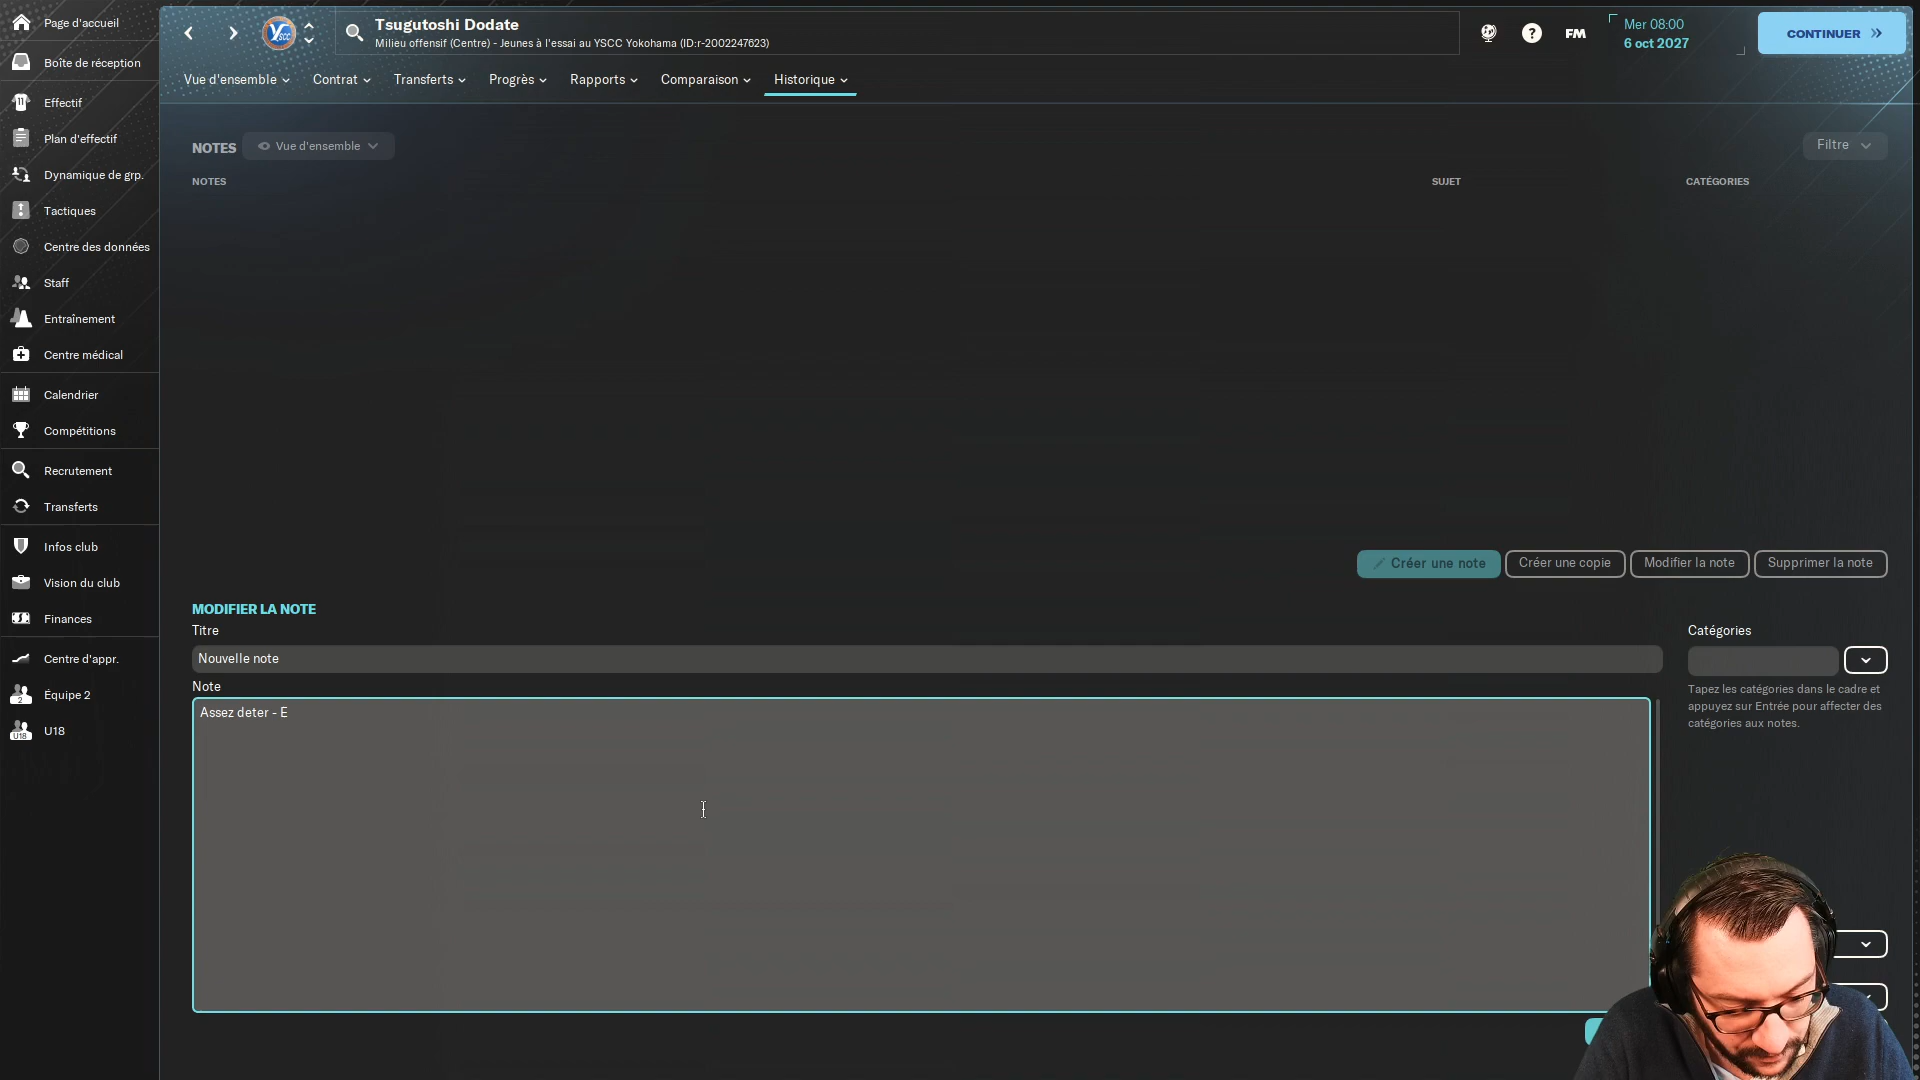 Page d'accueil
Tsugutoshi Dodate
Milieu offensif (Centre) - Jeunes à l'essai au YSCC Yokohama (ID:r-2002247623)
FM
Mer 08:00
6 oct 2027
CONTINUER
Boîte de réception
Vue d'ensemble
Contrat
Transferts
Progrès
Rapports
Comparaison
Historique
Effectif
Plan d'effectif
Dynamique de grp.
Tactiques
Centre des données
Staff
Entraînement
Centre médical
Calendrier
Compétitions
Recrutement
Transferts
Infos club
Vision du club
Finances
Centre d'appr.
Équipe 2
U18
NOTES
Vue d'ensemble
Filtre
NOTES
SUJET
CATÉGORIES
Créer une note
Créer une copie
Modifier la note
Supprimer la note
MODIFIER LA NOTE
Titre
Nouvelle note
Note
Assez deter - E
Catégories
Tapez les catégories dans le cadre et
appuyez sur Entrée pour affecter des
catégories aux notes.